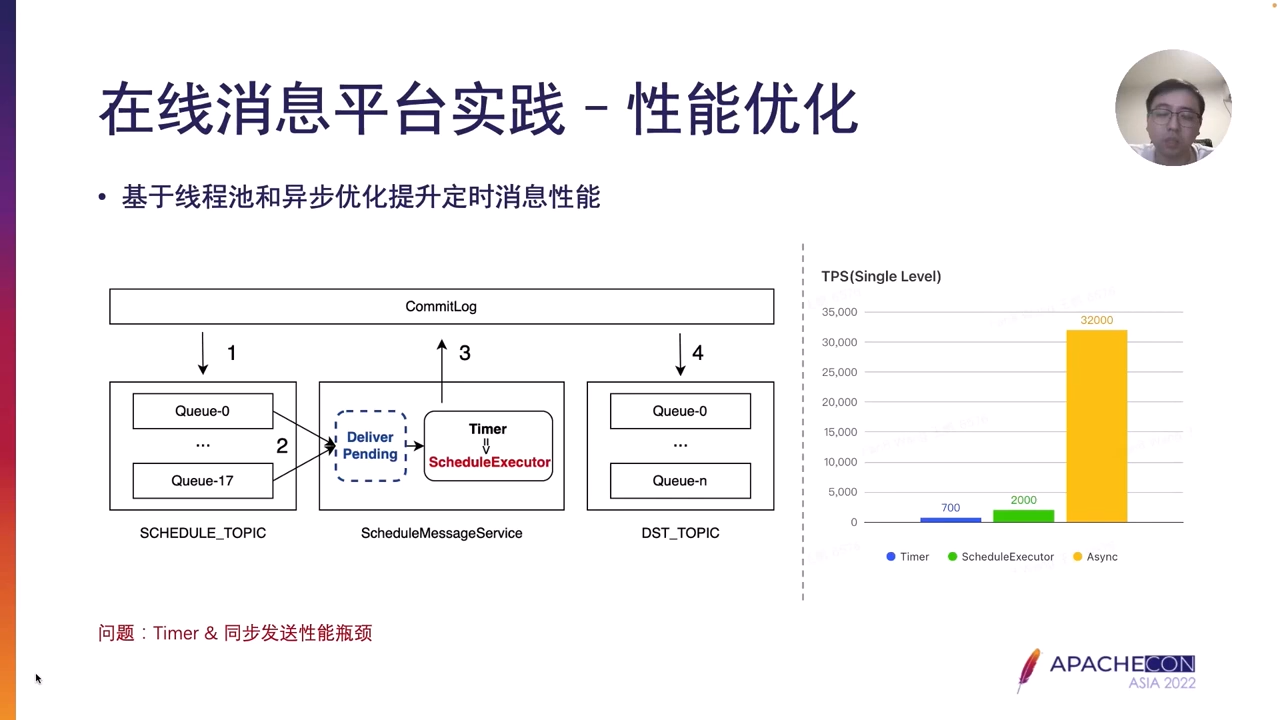 在线消息平台实践 - 性能优化
• 基于线程池和异步优化提升定时消息性能
CommitLog
1
3
4
Queue-0
...
Queue-17
2
SCHEDULE_TOPIC
Deliver
Pending
Timer
=>
ScheduleExecutor
ScheduleMessageService
Queue-0
...
Queue-n
DST_TOPIC
TPS(Single Level)
35,000
30,000
25,000
20,000
15,000
10,000
5,000
0
700
2000
32000
Timer
ScheduleExecutor
Async
问题：Timer & 同步发送性能瓶颈
APACHECON
ASIA 2022